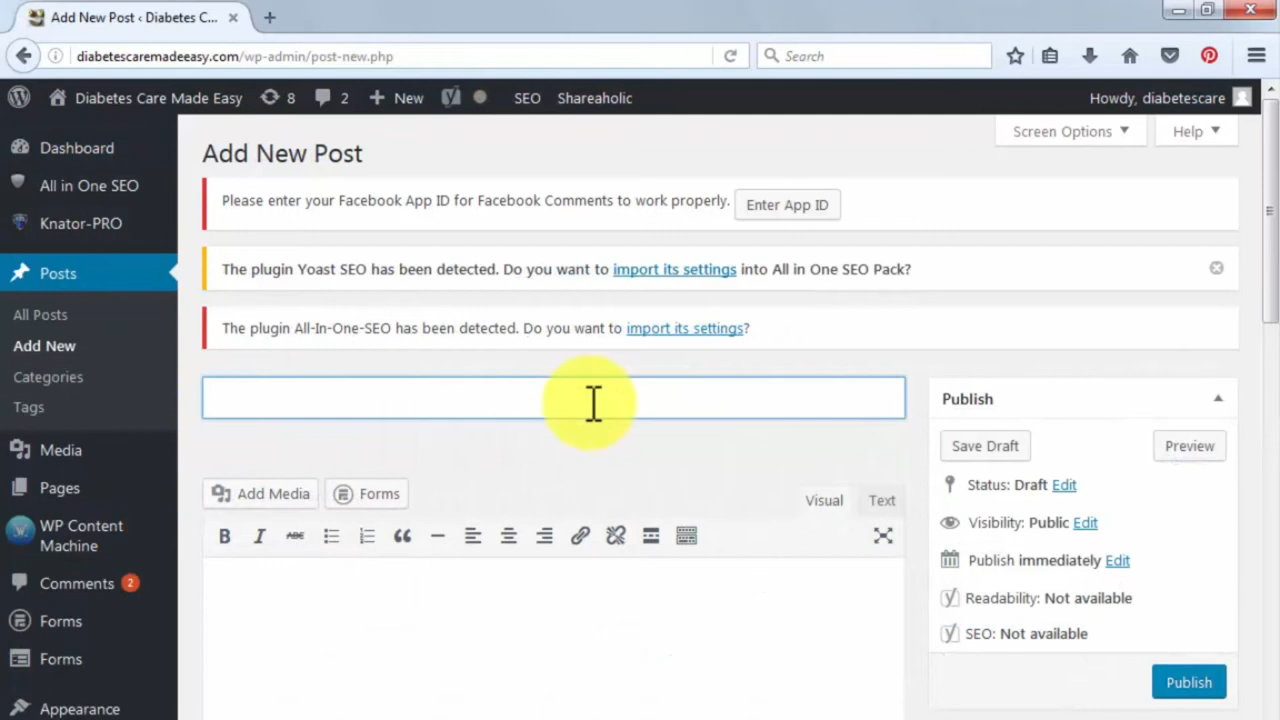 Add New Post ‹ Diabetes C...
diabetescaremadeeasy.com/wp-admin/post-new.php
Search
Diabetes Care Made Easy 8 2 New SEO Shareaholic Howdy, diabetescare
Dashboard
All in One SEO
Knator-PRO
Posts
All Posts
Add New
Categories
Tags
Media
Pages
WP Content
Machine
Comments 2
Forms
Forms
Appearance
Screen Options Help
Add New Post
Please enter your Facebook App ID for Facebook Comments to work properly. Enter App ID
The plugin Yoast SEO has been detected. Do you want to import its settings into All in One SEO Pack?
The plugin All-In-One-SEO has been detected. Do you want to import its settings?
Add Media Forms
Visual Text
B I ABC
Publish
Save Draft Preview
Status: Draft Edit
Visibility: Public Edit
Publish immediately Edit
Readability: Not available
SEO: Not available
Publish